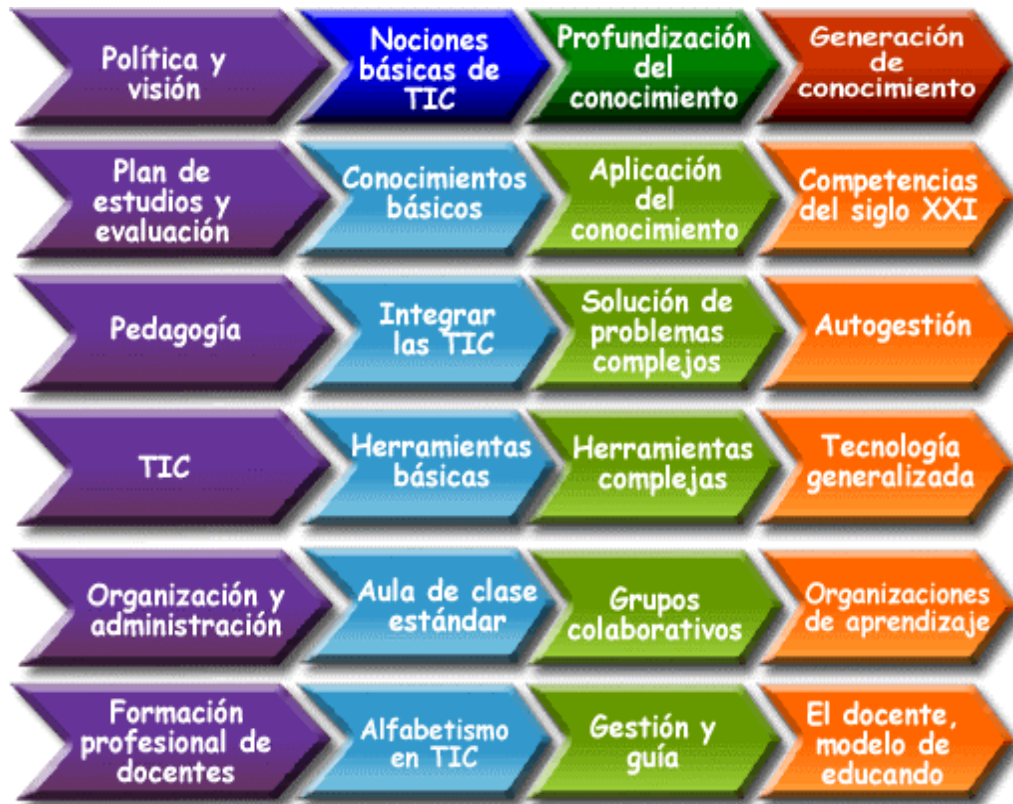 Política y
visión
Nociones
básicas de
TIC
Profundización
del
conocimiento
Generación
de
conocimiento
Plan de
estudios y
evaluación
Conocimientos
básicos
Aplicación
del
conocimiento
Competencias
del siglo XXI
Pedagogía
Integrar
las TIC
Solución de
problemas
complejos
Autogestión
TIC
Herramientas
básicas
Herramientas
complejas
Tecnología
generalizada
Organización y
administración
Aula de clase
estándar
Grupos
colaborativos
Organizaciones
de aprendizaje
Formación
profesional de
docentes
Alfabetismo
en TIC
Gestión y
guía
El docente,
modelo de
educando